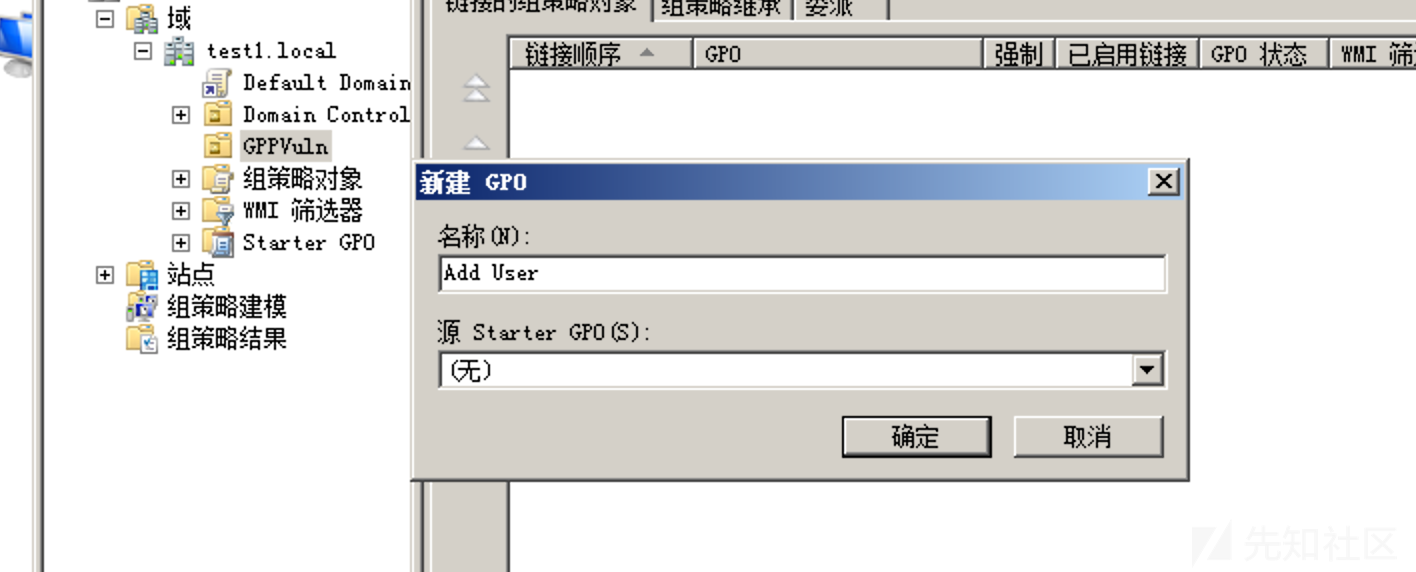 域
test1.local
Default Domain
Domain Control
GPPVuln
组策略对象
WMI 筛选器
Starter GPO
站点
组策略建模
组策略结果
链接的组策略对象 组策略继承 委派
链接顺序 GPO 强制 已启用链接 GPO 状态 WMI 筛
新建 GPO
名称(N):
Add User
源 Starter GPO(S):
(无)
确定 取消
先知社区